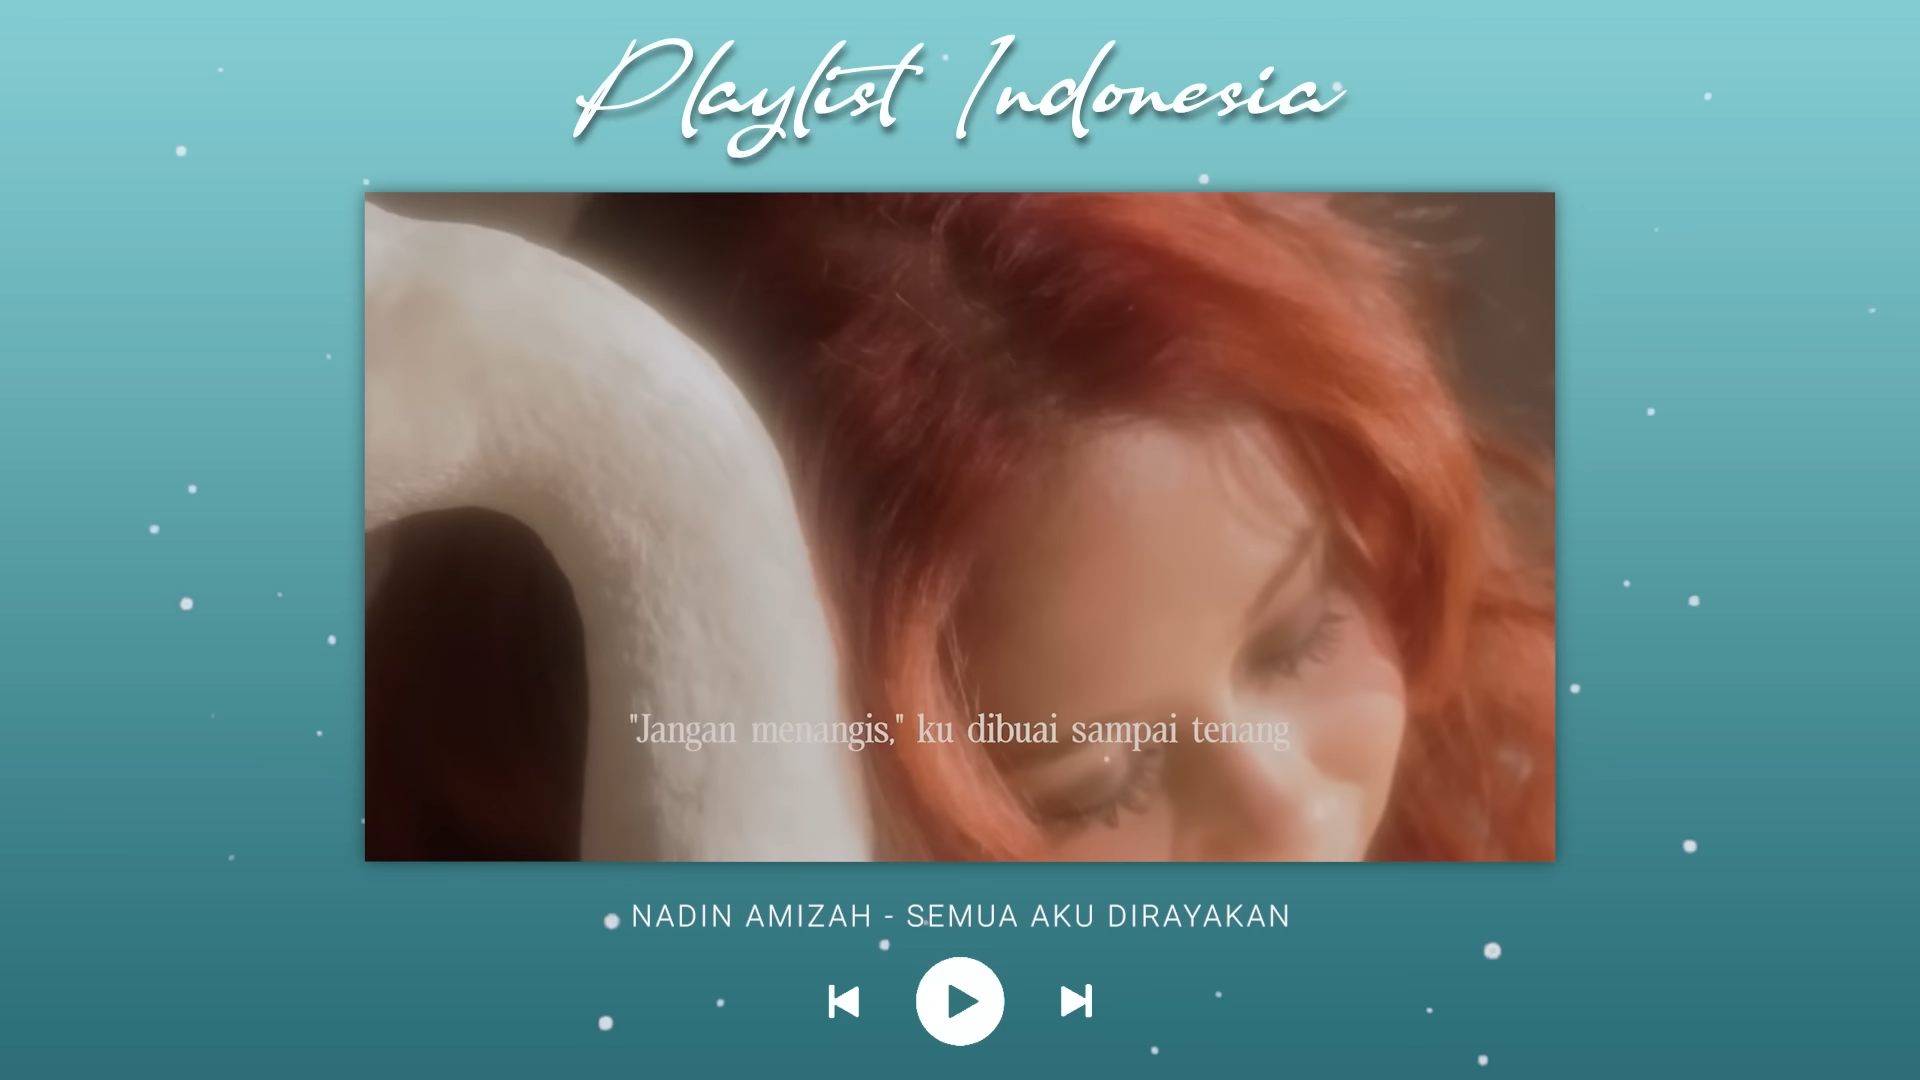 Playlist Indonesia
"Jangan menangis," ku dibuai sampai tenang
NADIN AMIZAH - SEMUA AKU DIRAYAKAN